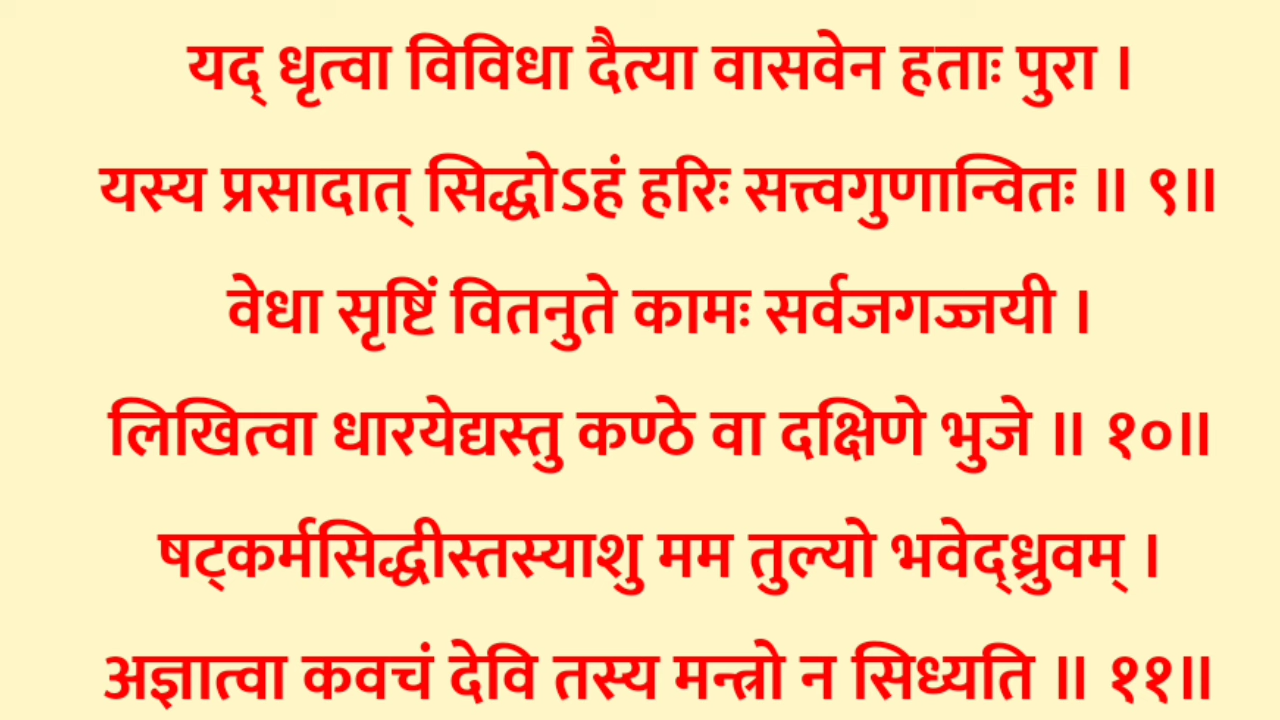 यद् धृत्वा विविधा दैत्या वासवेन हताः पुरा ।
यस्य प्रसादात् सिद्धोऽहं हरिः सत्त्वगुणान्वितः ॥ ९॥
वेधा सृष्टिं वितनुते कामः सर्वजगज्जयी ।
लिखित्वा धारयेद्यस्तु कण्ठे वा दक्षिणे भुजे ॥ १०॥
षट्कर्मसिद्धीस्तस्याशु मम तुल्यो भवेद्ध्रुवम् ।
अज्ञात्वा कवचं देवि तस्य मन्त्रो न सिध्यति ॥ ११॥